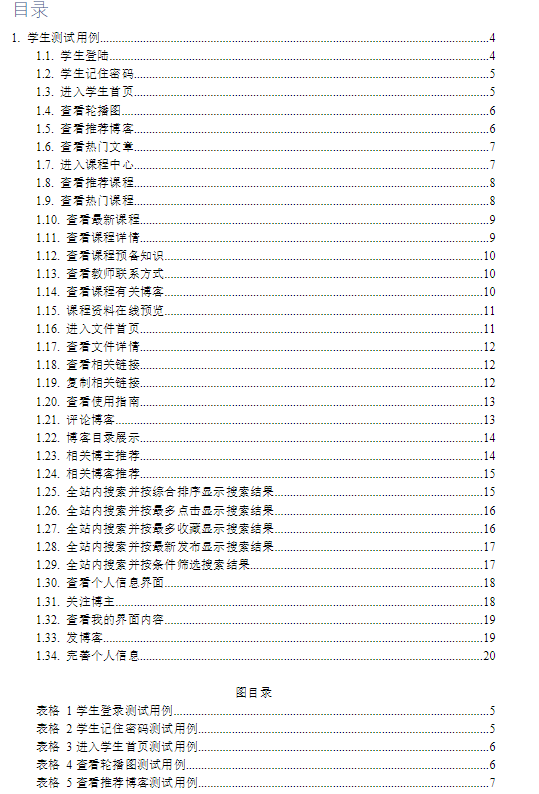 目录
1. 学生测试用例 4
1.1. 学生登陆 4
1.2. 学生记住密码 5
1.3. 进入学生首页 5
1.4. 查看轮播图 6
1.5. 查看推荐博客 6
1.6. 查看热门文章 7
1.7. 进入课程中心 7
1.8. 查看推荐课程 8
1.9. 查看热门课程 8
1.10. 查看最新课程 9
1.11. 查看课程详情 9
1.12. 查看课程预备知识 10
1.13. 查看教师联系方式 10
1.14. 查看课程有关博客 10
1.15. 课程资料在线预览 11
1.16. 进入文件首页 11
1.17. 查看文件详情 12
1.18. 查看相关链接 12
1.19. 复制相关链接 12
1.20. 查看使用指南 13
1.21. 评论博客 13
1.22. 博客目录展示 14
1.23. 相关博主推荐 14
1.24. 相关博客推荐 15
1.25. 全站内搜索并按综合排序显示搜索结果 15
1.26. 全站内搜索并按最多点击显示搜索结果 16
1.27. 全站内搜索并按最多收藏显示搜索结果 16
1.28. 全站内搜索并按最新发布显示搜索结果 17
1.29. 全站内搜索并按条件筛选搜索结果 17
1.30. 查看个人信息界面 18
1.31. 关注博主 18
1.32. 查看我的界面内容 19
1.33. 发博客 19
1.34. 完善个人信息 20
图目录
表格 1 学生登录测试用例 5
表格 2 学生记住密码测试用例 5
表格 3 进入学生首页测试用例 6
表格 4 查看轮播图测试用例 6
表格 5 查看推荐博客测试用例 7